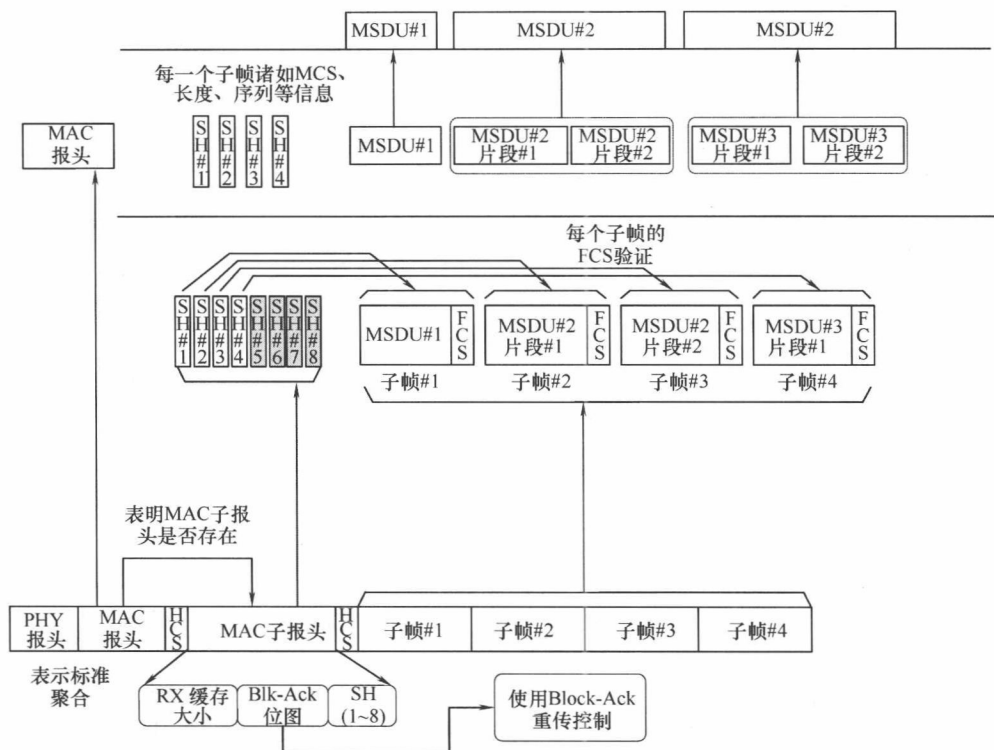 MSDU#1
MSDU#2
MSDU#2
每一个子帧诸如MCS、
长度、序列等信息
SH#1
SH#2
SH#3
SH#4
MAC
报头
MSDU#1
MSDU#2
片段#1
MSDU#2
片段#2
MSDU#3
片段#1
MSDU#3
片段#2
每个子帧的
FCS验证
SH#1
SH#2
SH#3
SH#4
SH#5
SH#6
SH#7
SH#8
MSDU#1
FCS
MSDU#2
片段#1
FCS
MSDU#2
片段#2
FCS
MSDU#3
片段#1
FCS
子帧#1
子帧#2
子帧#3
子帧#4
表明MAC子报
头是否存在
PHY
报头
MAC
报头
HCS
MAC子报头
HCS
子帧#1
子帧#2
子帧#3
子帧#4
表示标准
聚合
RX 缓存
大小
Blk-Ack
位图
SH
(1~8)
使用Block-Ack
重传控制